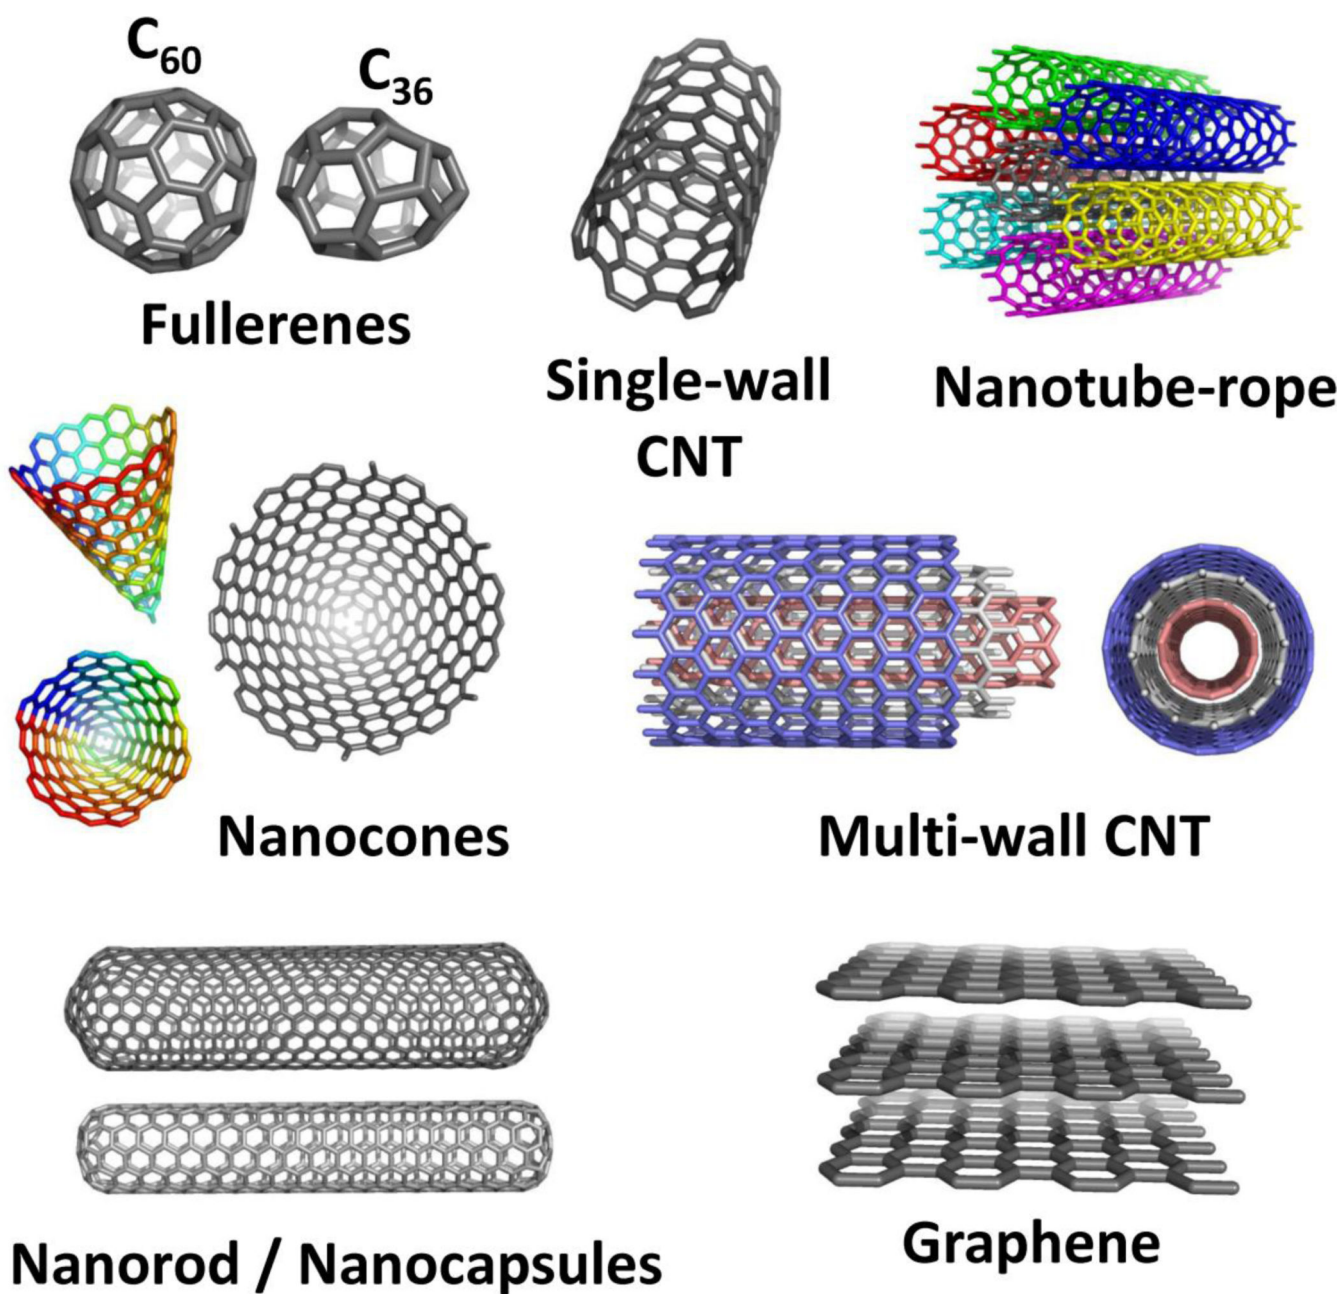 C60
C36
Fullerenes
Single-wall
CNT
Nanotube-rope
Nanocones
Multi-wall CNT
Nanorod / Nanocapsules
Graphene